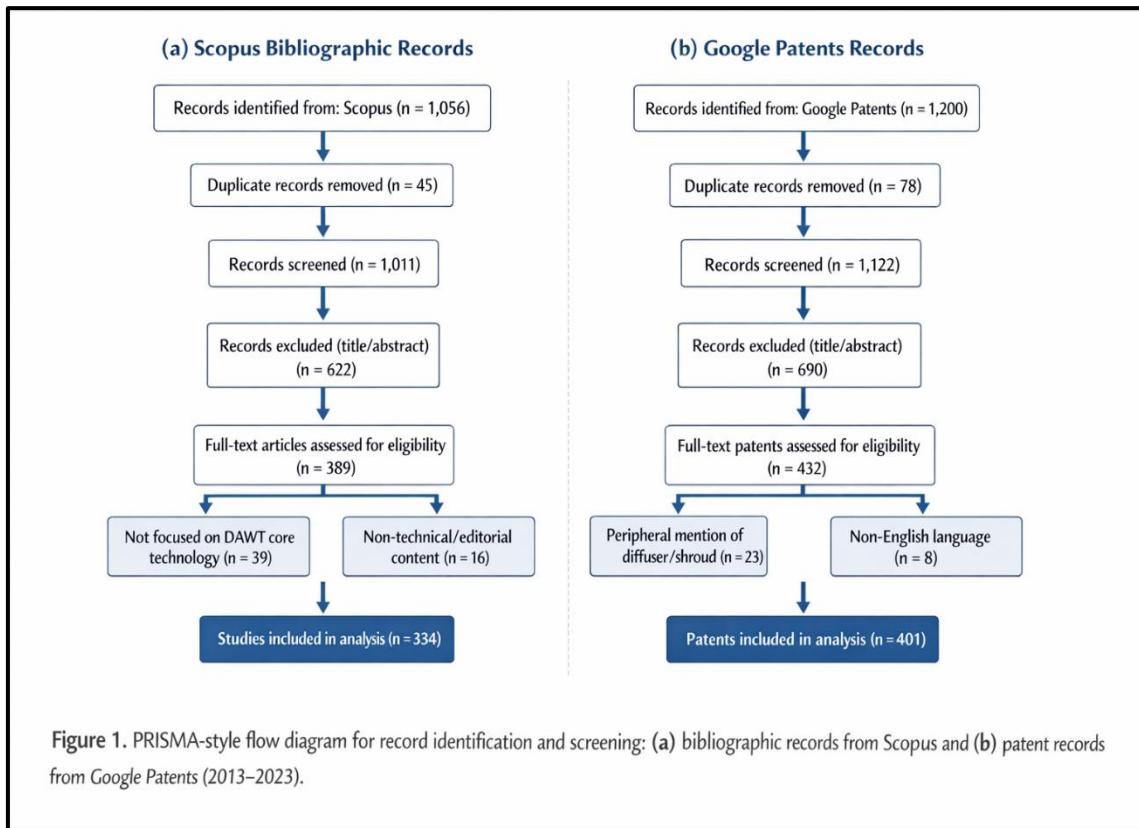 (a) Scopus Bibliographic Records
Records identified from: Scopus (n = 1,056)
Duplicate records removed (n = 45)
Records screened (n = 1,011)
Records excluded (title/abstract)
(n = 622)
Full-text articles assessed for eligibility
(n = 389)
Not focused on DAWT core
technology (n = 39)
Non-technical/editorial
content (n = 16)
Studies included in analysis (n = 334)
(b) Google Patents Records
Records identified from: Google Patents (n = 1,200)
Duplicate records removed (n = 78)
Records screened (n = 1,122)
Records excluded (title/abstract)
(n = 690)
Full-text patents assessed for eligibility
(n = 432)
Peripheral mention of
diffuser/shroud (n = 23)
Non-English language
(n = 8)
Patents included in analysis (n = 401)
Figure 1. PRISMA-style flow diagram for record identification and screening: (a) bibliographic records from Scopus and (b) patent records
from Google Patents (2013–2023).